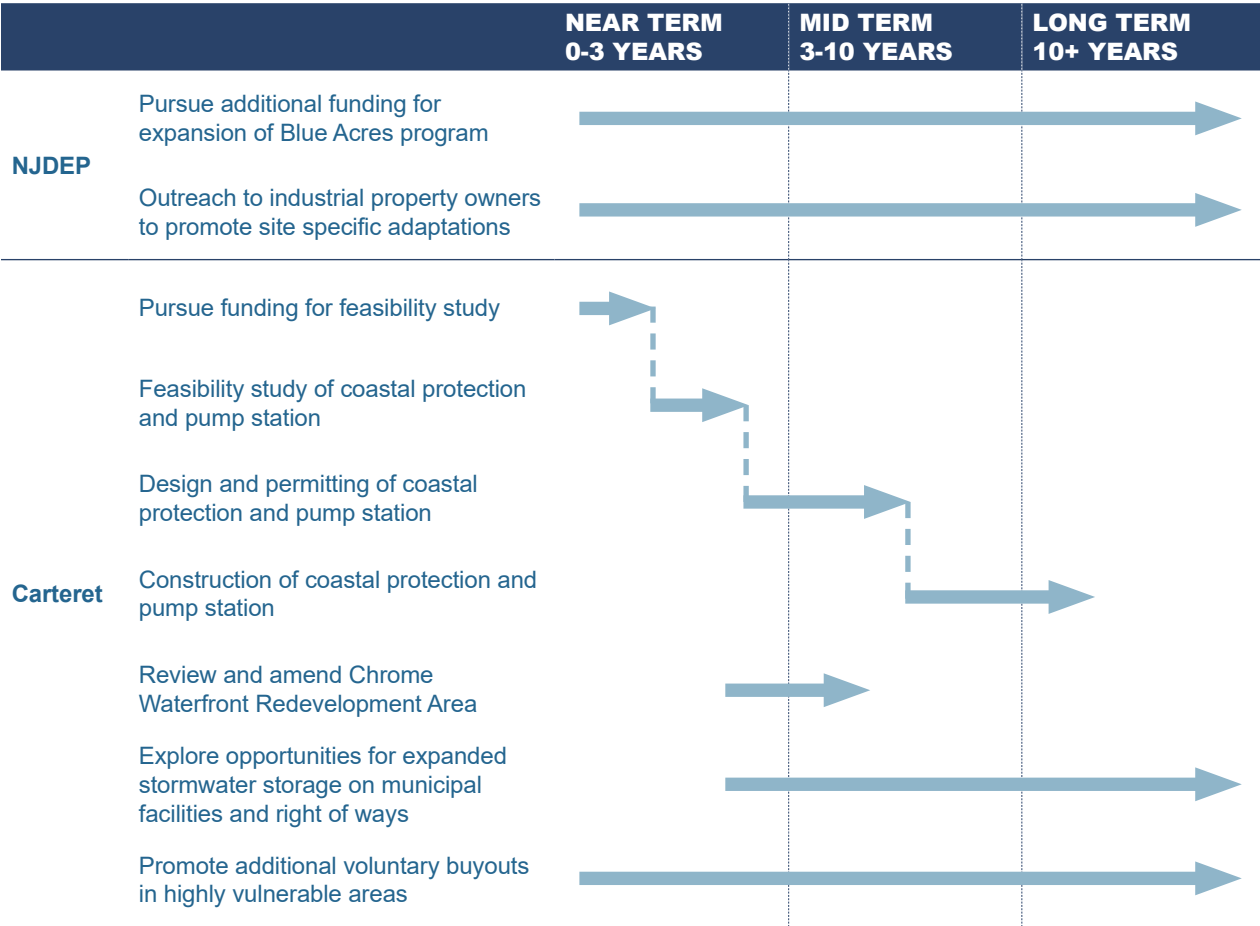 NEAR TERM
0-3 YEARS
MID TERM
3-10 YEARS
LONG TERM
10+ YEARS
NJDEP
Pursue additional funding for
expansion of Blue Acres program
Outreach to industrial property owners
to promote site specific adaptations
Carteret
Pursue funding for feasibility study
Feasibility study of coastal protection
and pump station
Design and permitting of coastal
protection and pump station
Construction of coastal protection and
pump station
Review and amend Chrome
Waterfront Redevelopment Area
Explore opportunities for expanded
stormwater storage on municipal
facilities and right of ways
Promote additional voluntary buyouts
in highly vulnerable areas